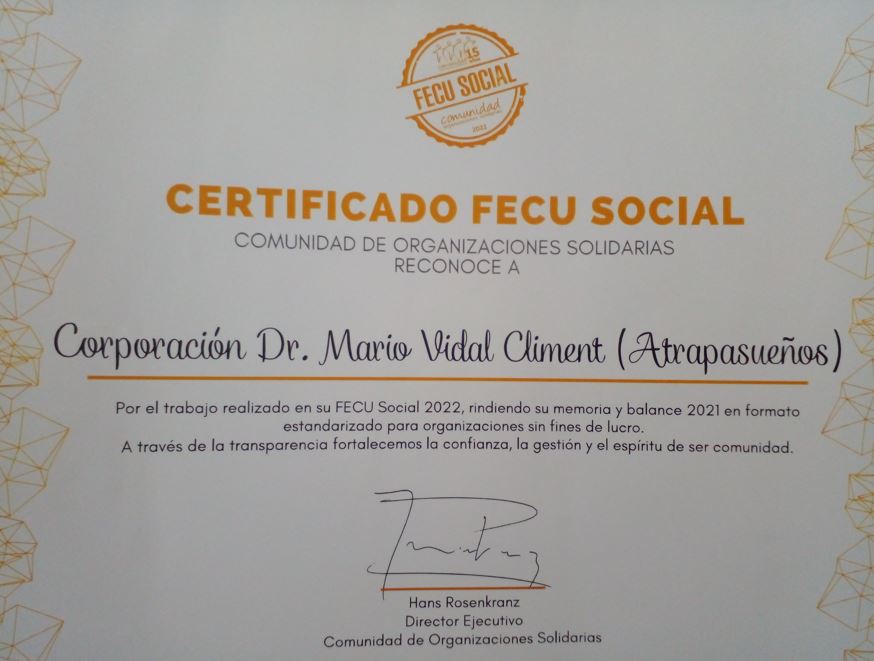 15
FECU SOCIAL
comunidad
organizaciones solidarias
2022
CERTIFICADO FECU SOCIAL
COMUNIDAD DE ORGANIZACIONES SOLIDARIAS
RECONOCE A
Corporación Dr. Mario Vidal Climent (Atrapasueños)
Por el trabajo realizado en su FECU Social 2022, rindiendo su memoria y balance 2021 en formato
estandarizado para organizaciones sin fines de lucro.
A través de la transparencia fortalecemos la confianza, la gestión y el espíritu de ser comunidad.
Hans Rosenkranz
Director Ejecutivo
Comunidad de Organizaciones Solidarias